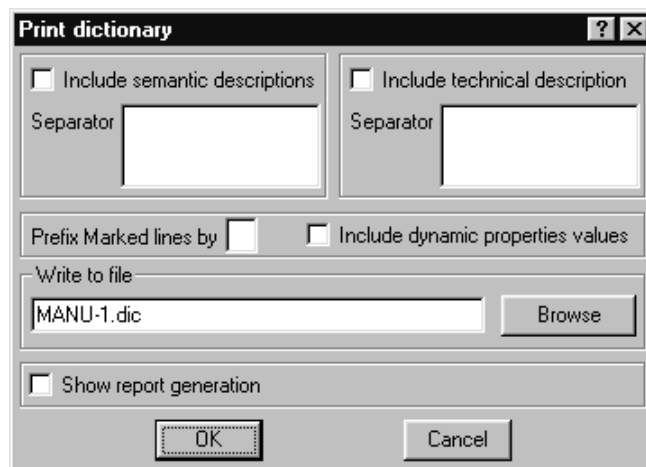 Print dictionary
Include semantic descriptions
Separator
Include technical description
Separator
Prefix Marked lines by
Include dynamic properties values
Write to file
MANU-1.dic
Browse
Show report generation
OK
Cancel